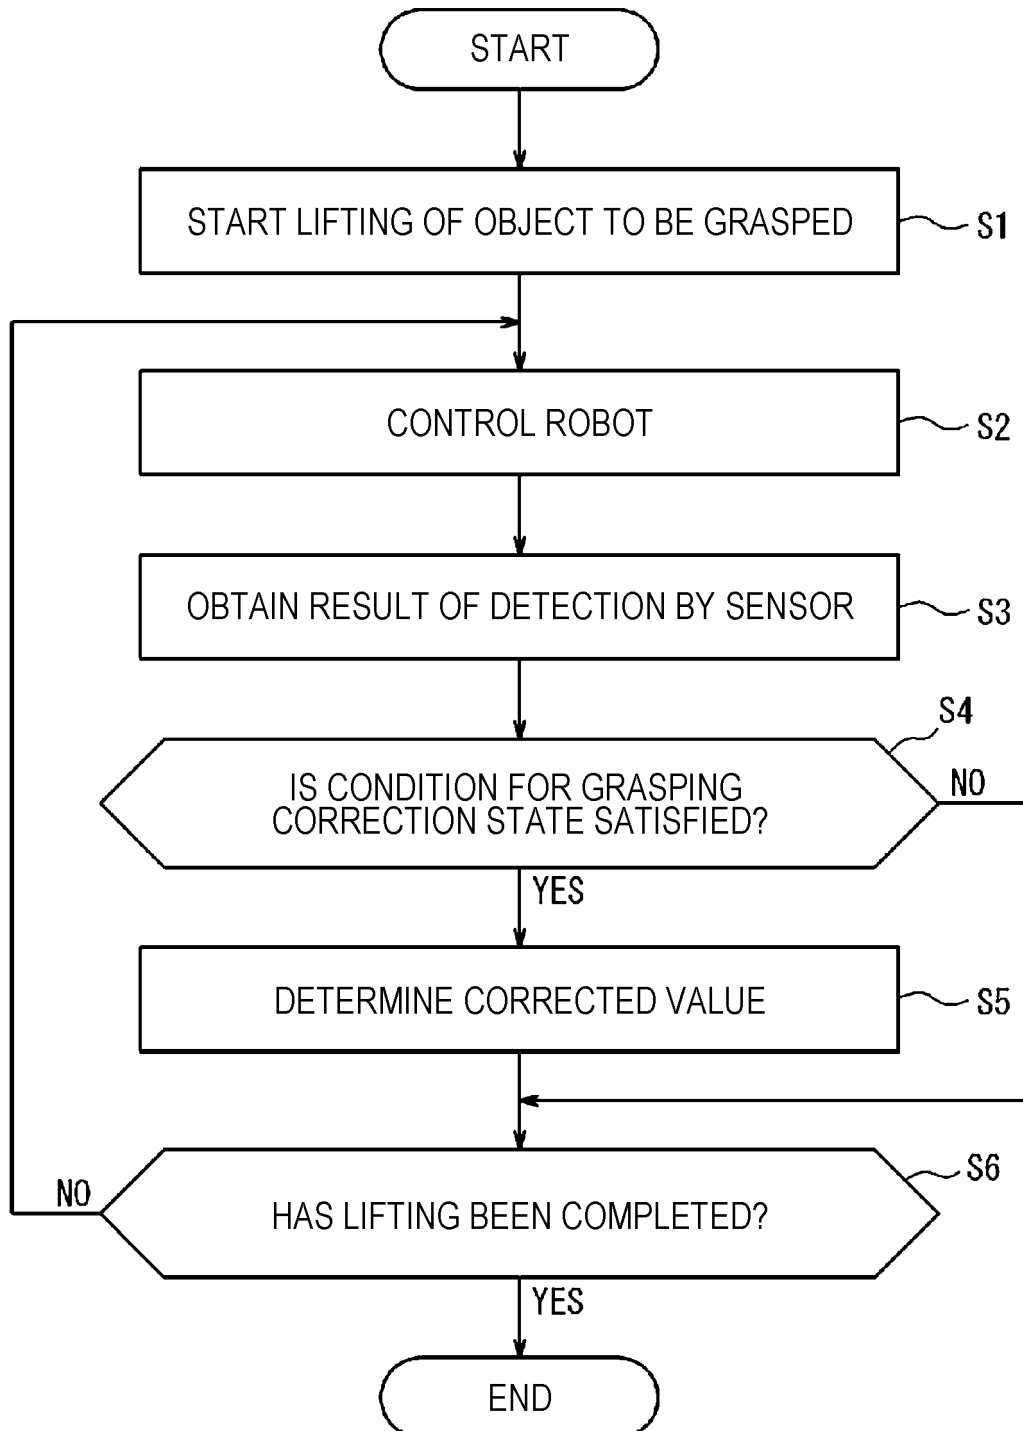 START
START LIFTING OF OBJECT TO BE GRASPED
S1
CONTROL ROBOT
S2
OBTAIN RESULT OF DETECTION BY SENSOR
S3
S4
IS CONDITION FOR GRASPING
CORRECTION STATE SATISFIED?
NO
YES
DETERMINE CORRECTED VALUE
S5
S6
HAS LIFTING BEEN COMPLETED?
NO
YES
END